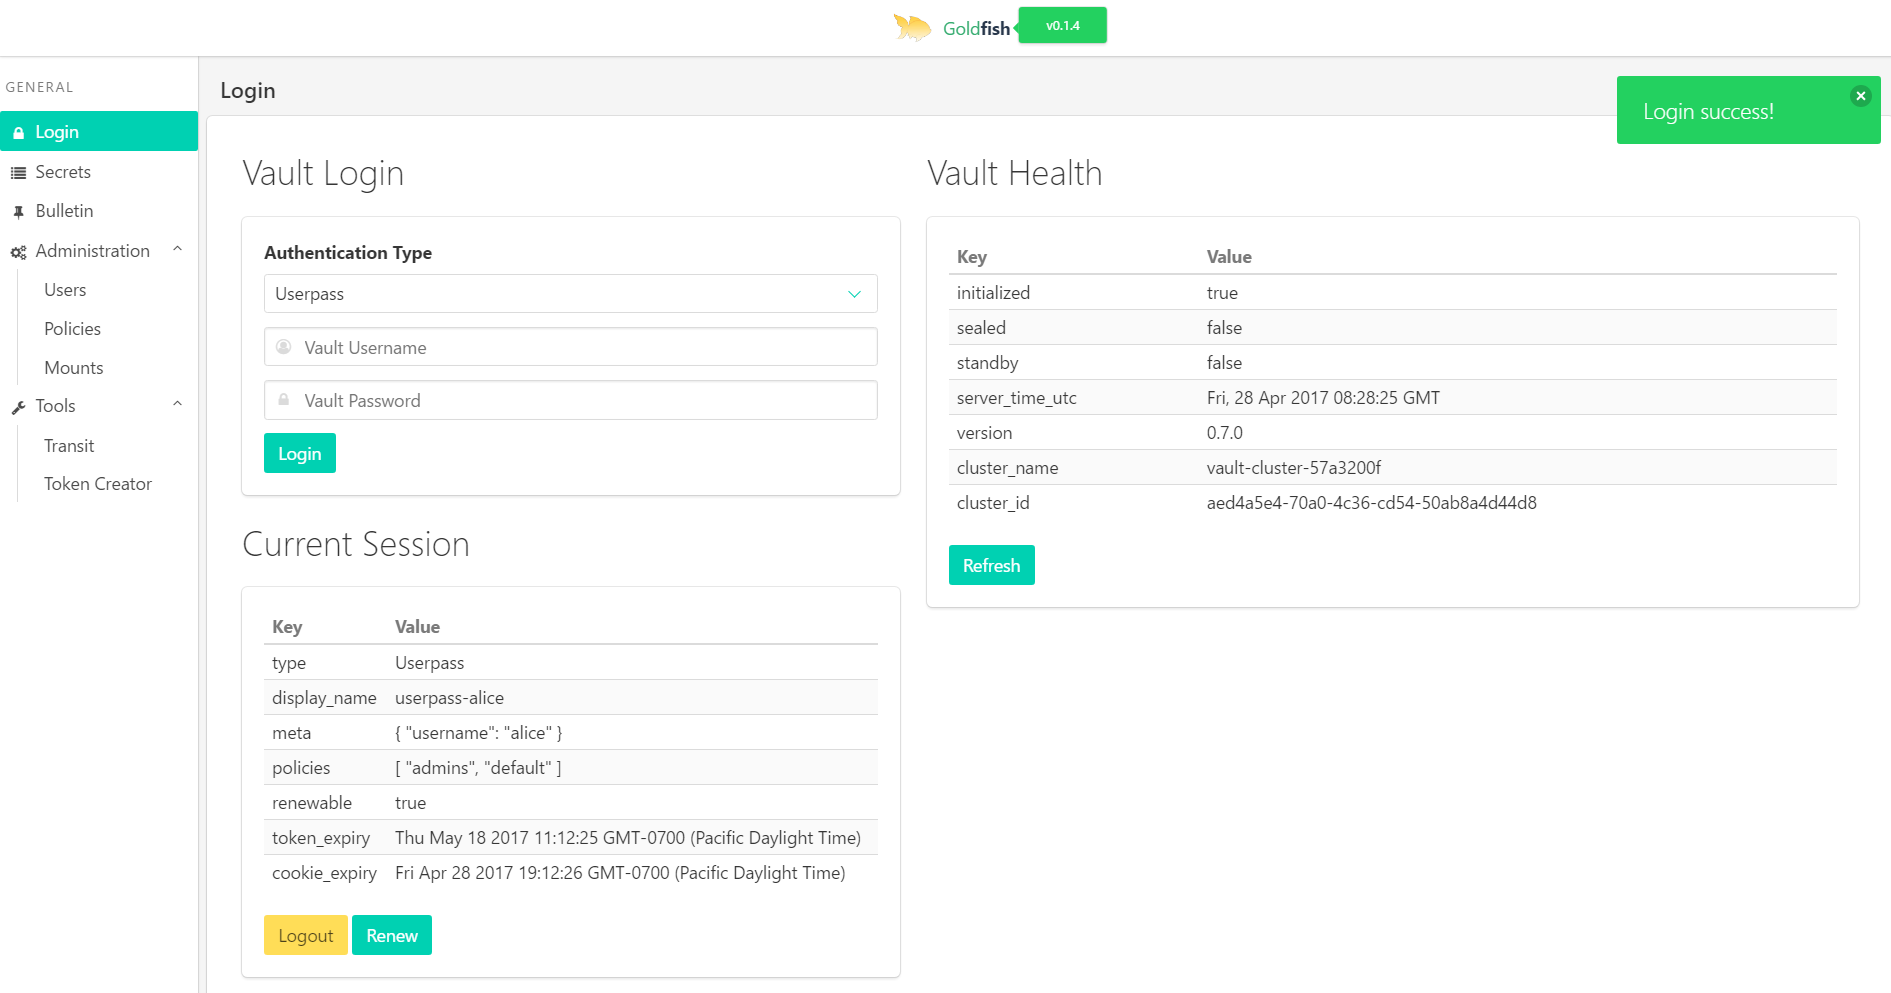 Goldfish v0.1.4
GENERAL
Login
Secrets
Bulletin
Administration
Users
Policies
Mounts
Tools
Transit
Token Creator
Login
Login success!
Vault Login
Authentication Type
Userpass
Vault Username
Vault Password
Login
Current Session
Key Value
type Userpass
display_name userpass-alice
meta { "username": "alice" }
policies [ "admins", "default" ]
renewable true
token_expiry Thu May 18 2017 11:12:25 GMT-0700 (Pacific Daylight Time)
cookie_expiry Fri Apr 28 2017 19:12:26 GMT-0700 (Pacific Daylight Time)
Logout Renew
Vault Health
Key Value
initialized true
sealed false
standby false
server_time_utc Fri, 28 Apr 2017 08:28:25 GMT
version 0.7.0
cluster_name vault-cluster-57a3200f
cluster_id aed4a5e4-70a0-4c36-cd54-50ab8a4d44d8
Refresh